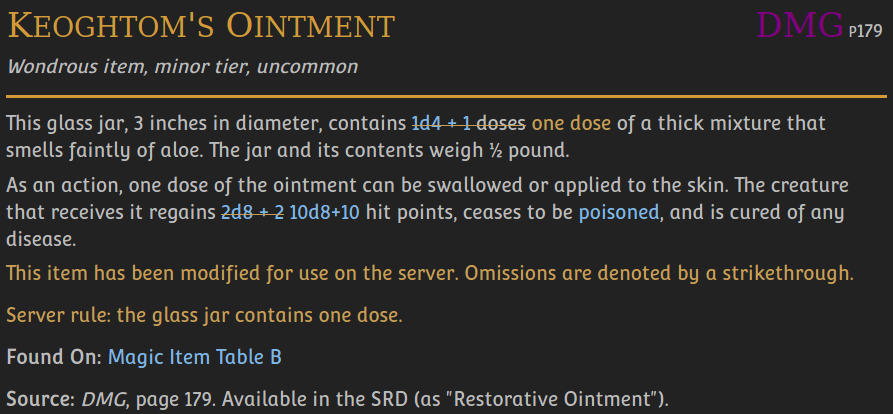 KEOGHTOM'S OINTMENT DMG P179
Wondrous item, minor tier, uncommon
This glass jar, 3 inches in diameter, contains 1d4 + 1 doses one dose of a thick mixture that
smells faintly of aloe. The jar and its contents weigh ½ pound.
As an action, one dose of the ointment can be swallowed or applied to the skin. The creature
that receives it regains 2d8 + 2 10d8+10 hit points, ceases to be poisoned, and is cured of any
disease.
This item has been modified for use on the server. Omissions are denoted by a strikethrough.
Server rule: the glass jar contains one dose.
Found On: Magic Item Table B
Source: DMG, page 179. Available in the SRD (as "Restorative Ointment").